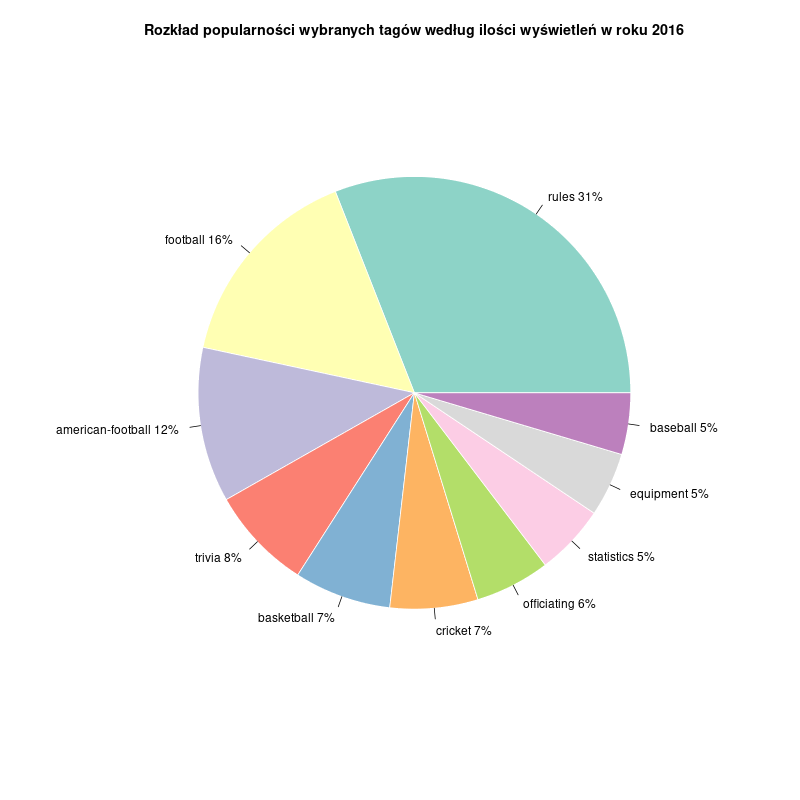 Rozkład popularności wybranych tagów według ilości wyświetleń w roku 2016
rules 31%
football 16%
american-football 12%
trivia 8%
basketball 7%
cricket 7%
officiating 6%
statistics 5%
equipment 5%
baseball 5%